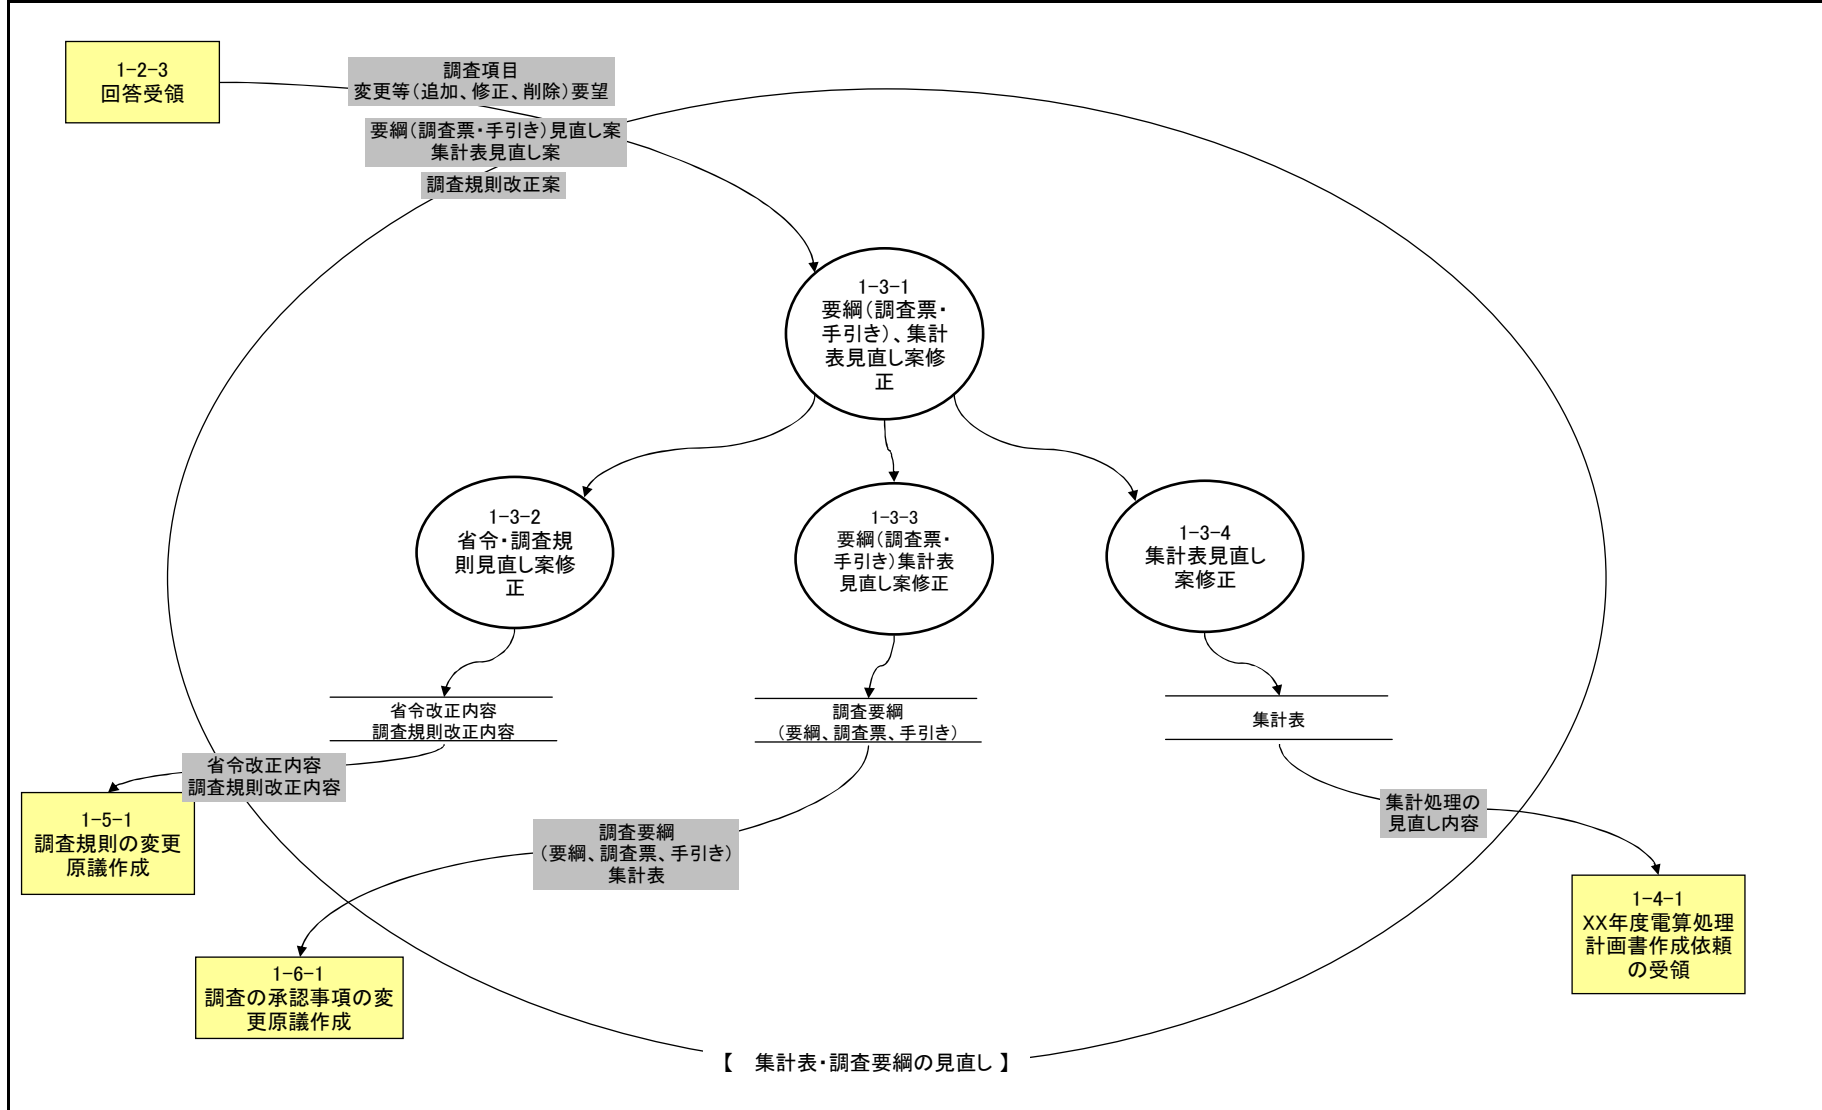 1-2-3
回答受領
調査項目
変更等(追加、修正、削除)要望
要綱(調査票・手引き)見直し案
集計表見直し案
調査規則改正案
1-3-1
要綱(調査票・
手引き)、集計
表見直し案修
正
1-3-2
省令・調査規
則見直し案修
正
1-3-3
要綱(調査票・
手引き)集計表
見直し案修正
1-3-4
集計表見直し
案修正
省令改正内容
調査規則改正内容
調査要綱
(要綱、調査票、手引き)
集計表
省令改正内容
調査規則改正内容
1-5-1
調査規則の変更
原議作成
調査要綱
(要綱、調査票、手引き)
集計表
集計処理の
見直し内容
1-4-1
XX年度電算処理
計画書作成依頼
の受領
1-6-1
調査の承認事項の変
更原議作成
【 集計表・調査要綱の見直し 】